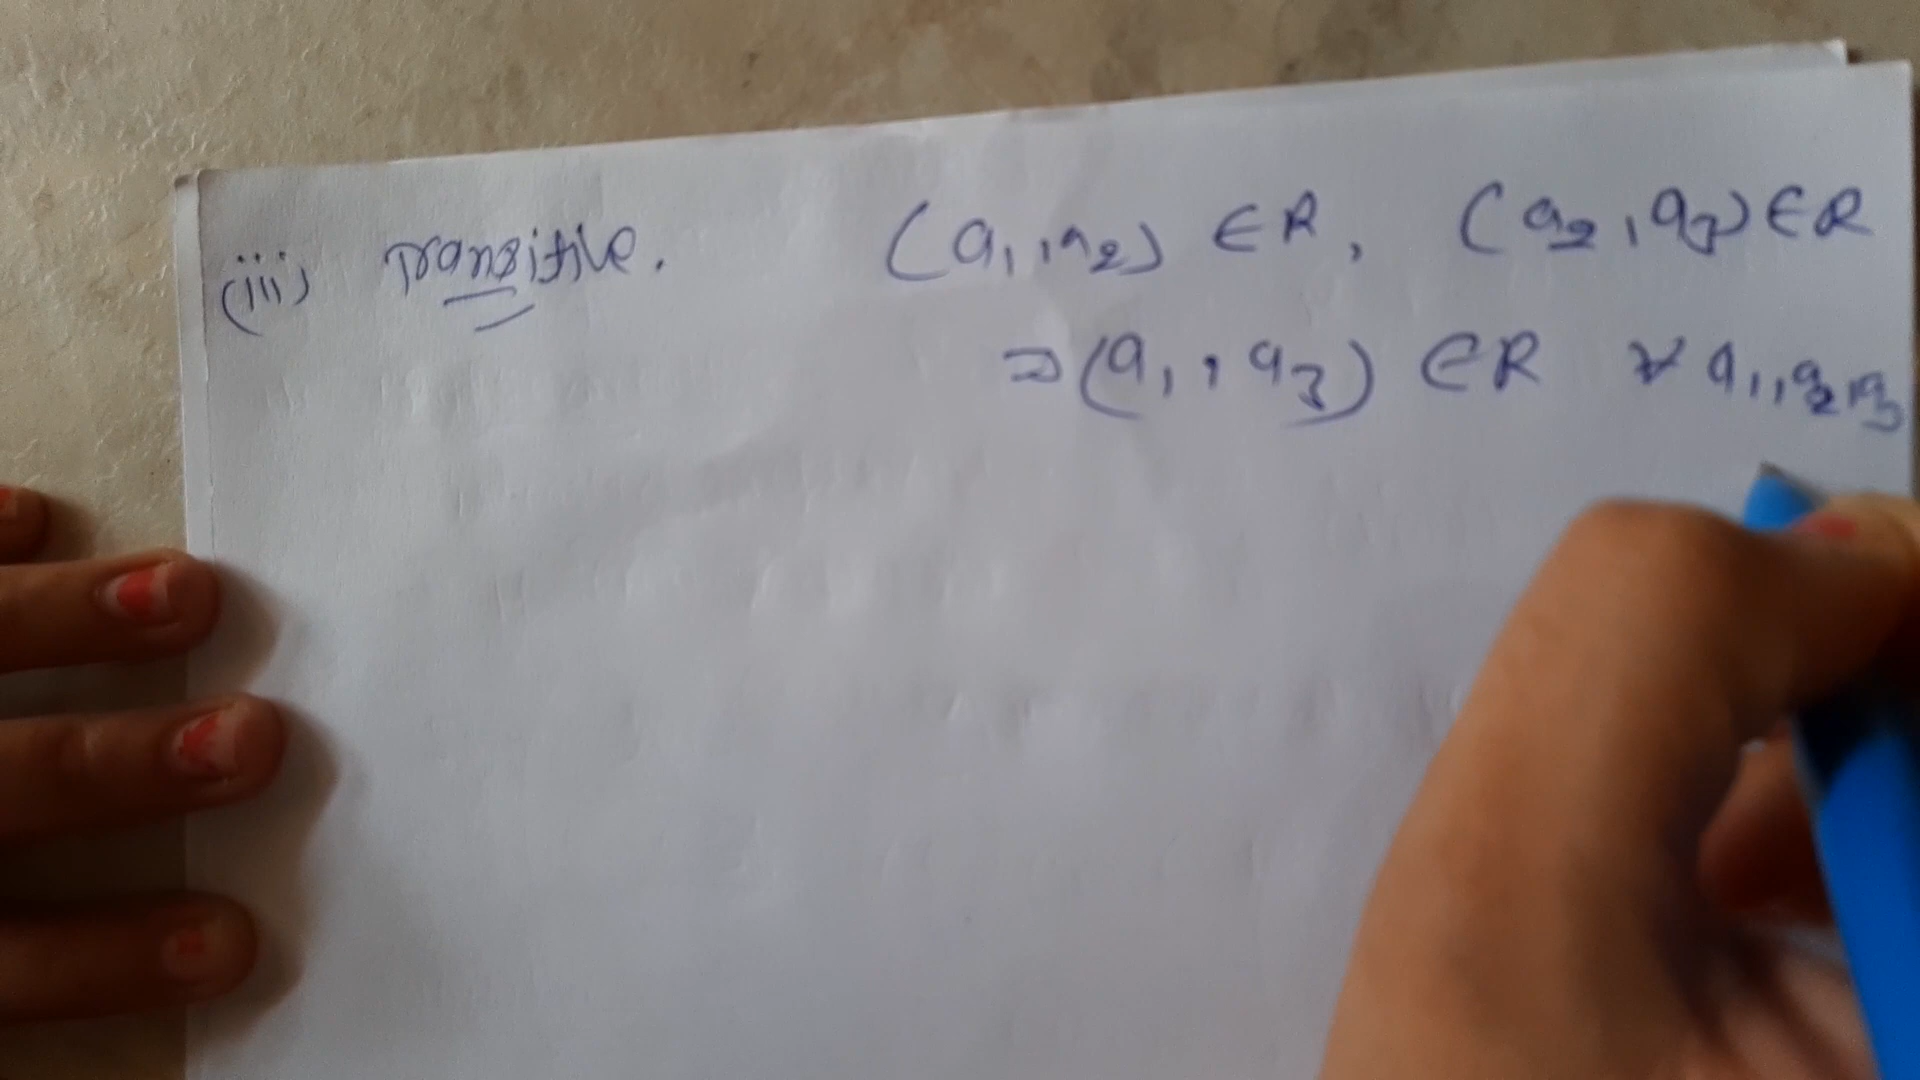 (iii) Transitive. (a₁, a₂) ∈ R, (a₂, a₃) ∈ R
⇒ (a₁, a₃) ∈ R ∀ a₁, a₂, a₃